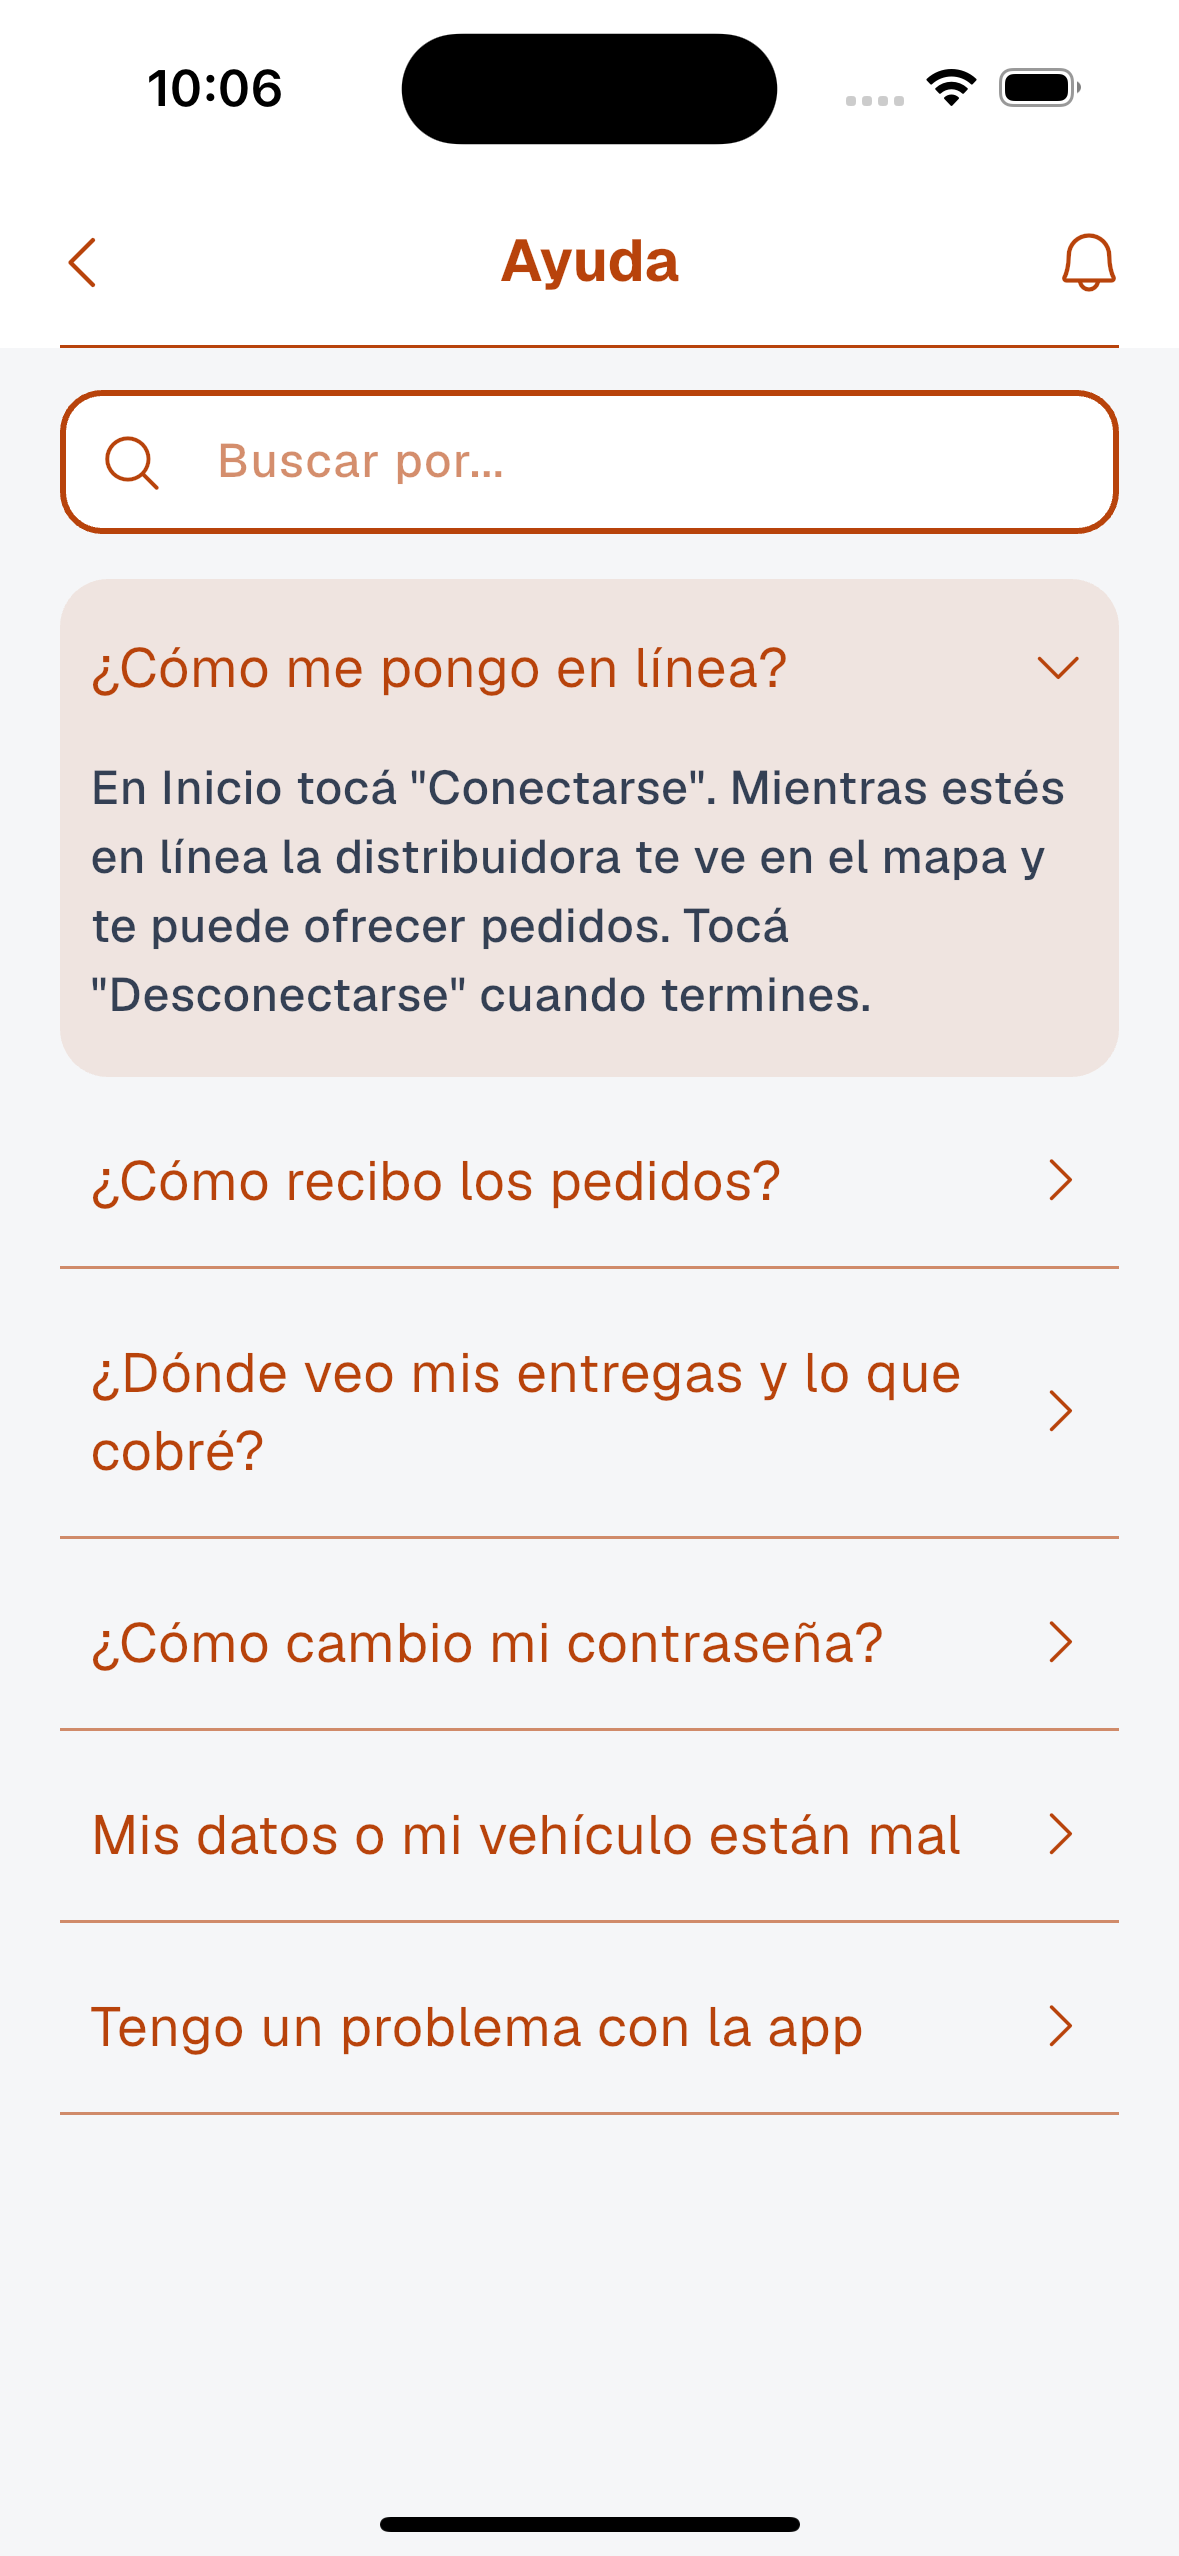 10:06
Ayuda
Buscar por...
¿Cómo me pongo en línea?
En Inicio tocá "Conectarse". Mientras estés
en línea la distribuidora te ve en el mapa y
te puede ofrecer pedidos. Tocá
"Desconectarse" cuando termines.
¿Cómo recibo los pedidos?
¿Dónde veo mis entregas y lo que
cobré?
¿Cómo cambio mi contraseña?
Mis datos o mi vehículo están mal
Tengo un problema con la app